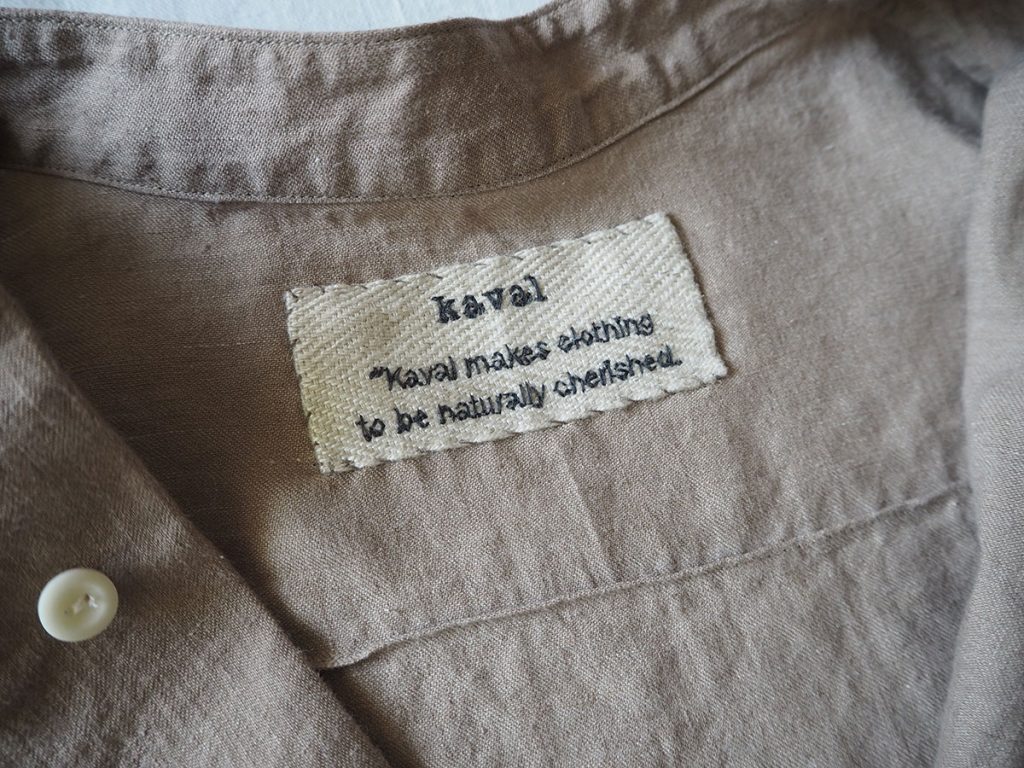 kaval
"Kaval makes clothing
to be naturally cherished.